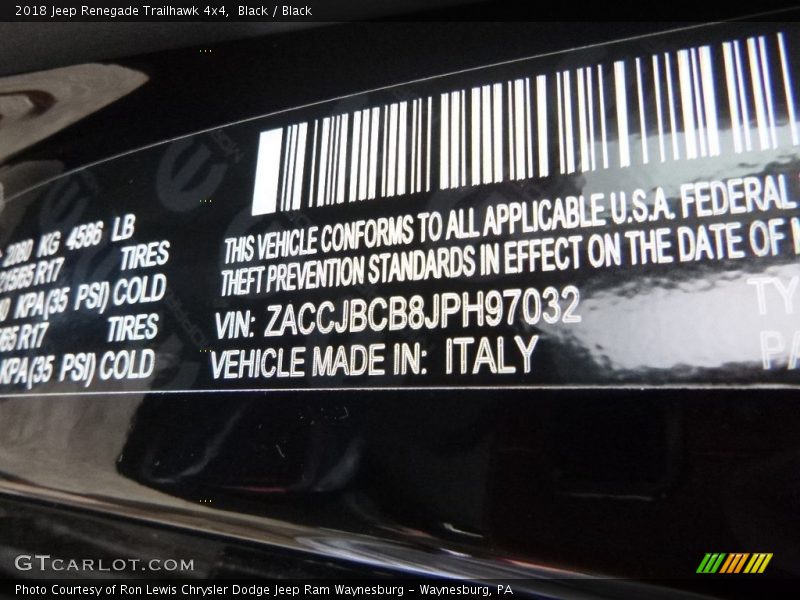 2018 Jeep Renegade Trailhawk 4x4, Black / Black
2080 KG 4586 LB
215/65 R17 TIRES
KPA(35 PSI) COLD
/65 R17 TIRES
KPA(35 PSI) COLD
THIS VEHICLE CONFORMS TO ALL APPLICABLE U.S.A. FEDERAL
THEFT PREVENTION STANDARDS IN EFFECT ON THE DATE OF
VIN: ZACCJBCB8JPH97032
VEHICLE MADE IN: ITALY
TY
PA
GTCARLOT.COM
Photo Courtesy of Ron Lewis Chrysler Dodge Jeep Ram Waynesburg - Waynesburg, PA